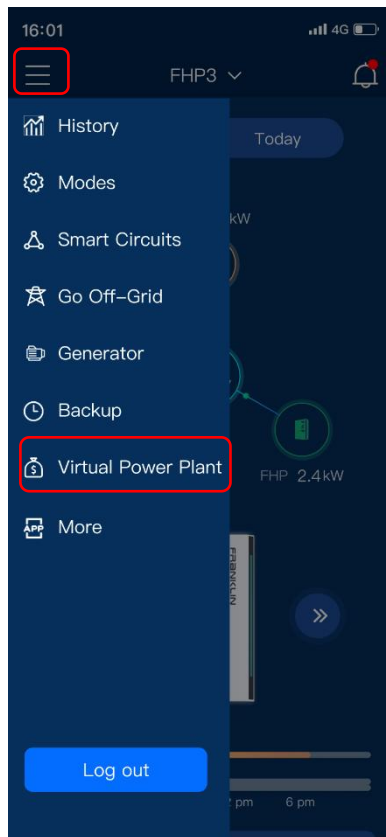 16:01 4G
FHP3
History
Today
Modes
kW
Smart Circuits
Go Off-Grid
Generator
Backup
Virtual Power Plant
FHP 2.4kW
APP More
FRANKLIN
Log out
pm 6 pm